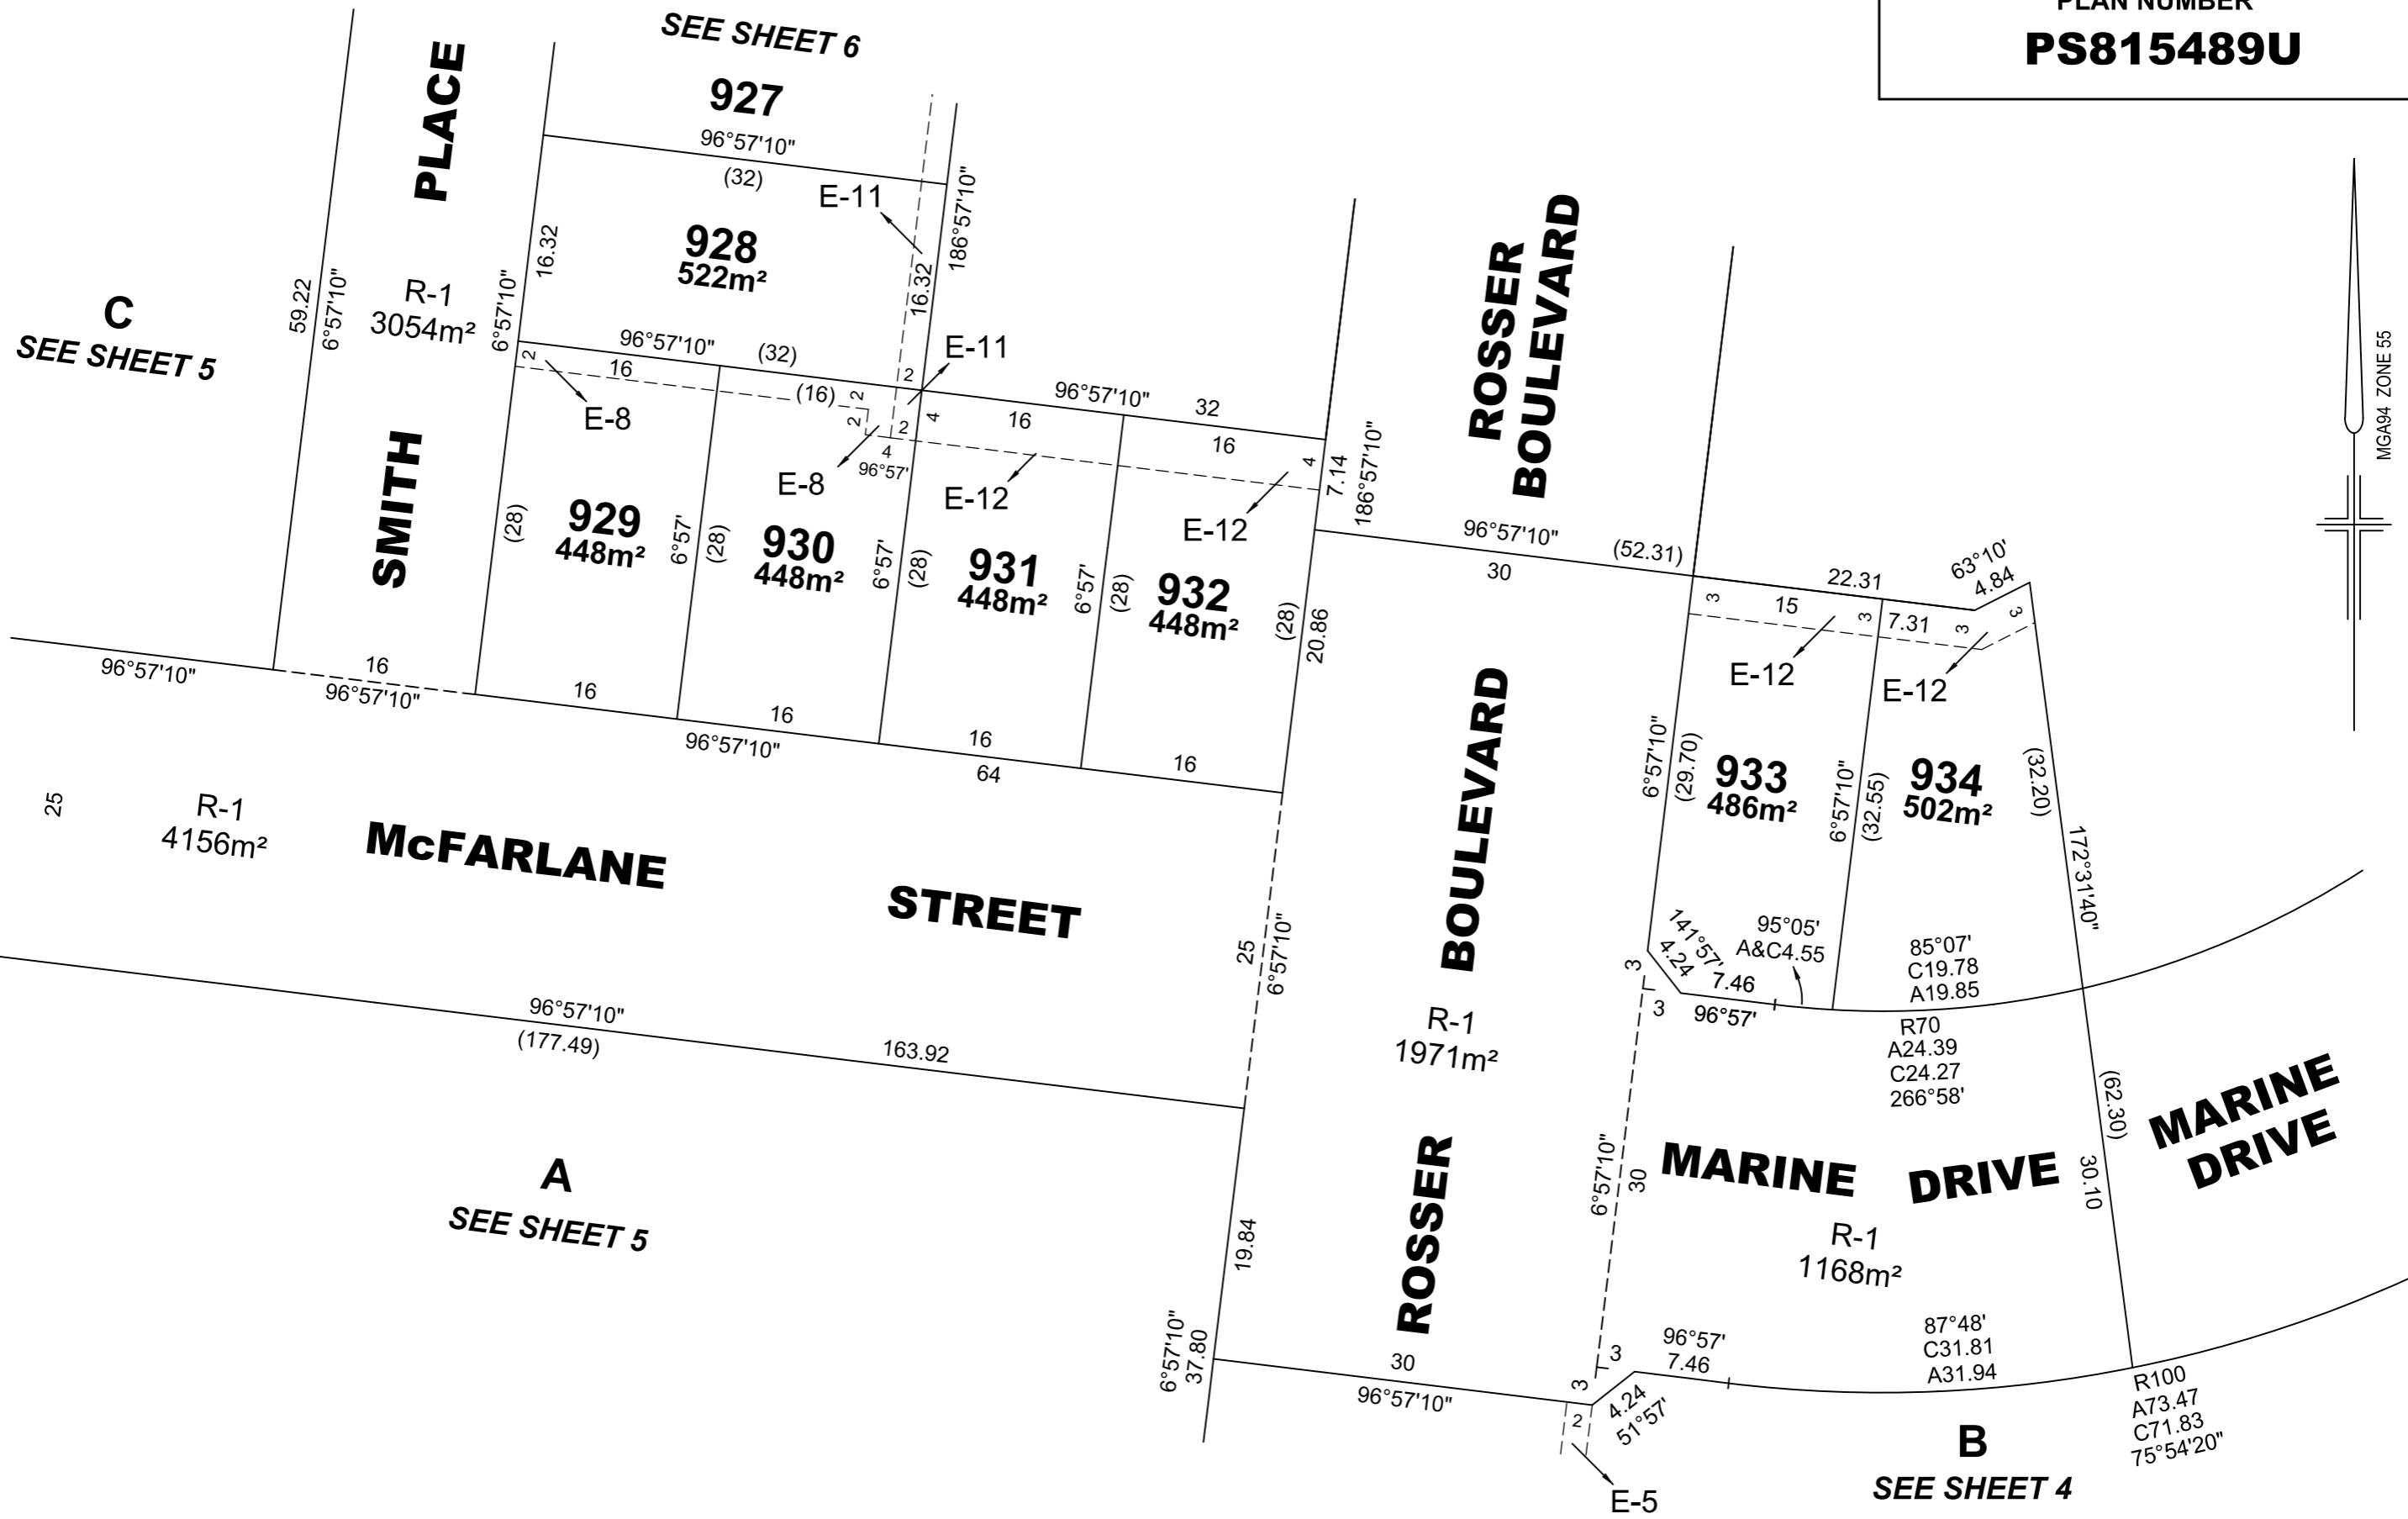 PLAN NUMBER
PS815489U
SEE SHEET 6
927
96°57'10"
(32)
E-11
16.32
186°57'10"
928
522m²
16.32
6°57'10"
PLACE
SMITH
R-1
3054m²
59.22
6°57'10"
C
SEE SHEET 5
96°57'10"
(32)
2
E-11
2
16
(16)
2
2
2
4
4
96°57'
E-8
E-8
96°57'10"
32
16
16
4
7.14
186°57'10"
E-12
E-12
(28)
929
448m²
6°57'
(28)
930
448m²
6°57'
(28)
931
448m²
6°57'
(28)
932
448m²
(28)
20.86
96°57'10"
16
96°57'10"
16
16
96°57'10"
16
64
16
ROSSER
BOULEVARD
96°57'10"
(52.31)
30
22.31
63°10'
4.84
3
15
3
7.31
3
3
E-12
E-12
6°57'10"
(29.70)
933
486m²
6°57'10"
(32.55)
934
502m²
(32.20)
172°31'40"
MGA94 ZONE 55
25
R-1
4156m²
McFARLANE
STREET
25
6°57'10"
BOULEVARD
141°57'
4.24
7.46
96°57'
95°05'
A&C4.55
85°07'
C19.78
A19.85
3
3
R-1
1971m²
R70
A24.39
C24.27
266°58'
96°57'10"
(177.49)
163.92
A
SEE SHEET 5
19.84
6°57'10"
37.80
ROSSER
6°57'10"
30
MARINE DRIVE
R-1
1168m²
(62.30)
30.10
MARINE
DRIVE
30
96°57'10"
3
3
2
4.24
51°57'
96°57'
7.46
87°48'
C31.81
A31.94
R100
A73.47
C71.83
75°54'20"
E-5
B
SEE SHEET 4